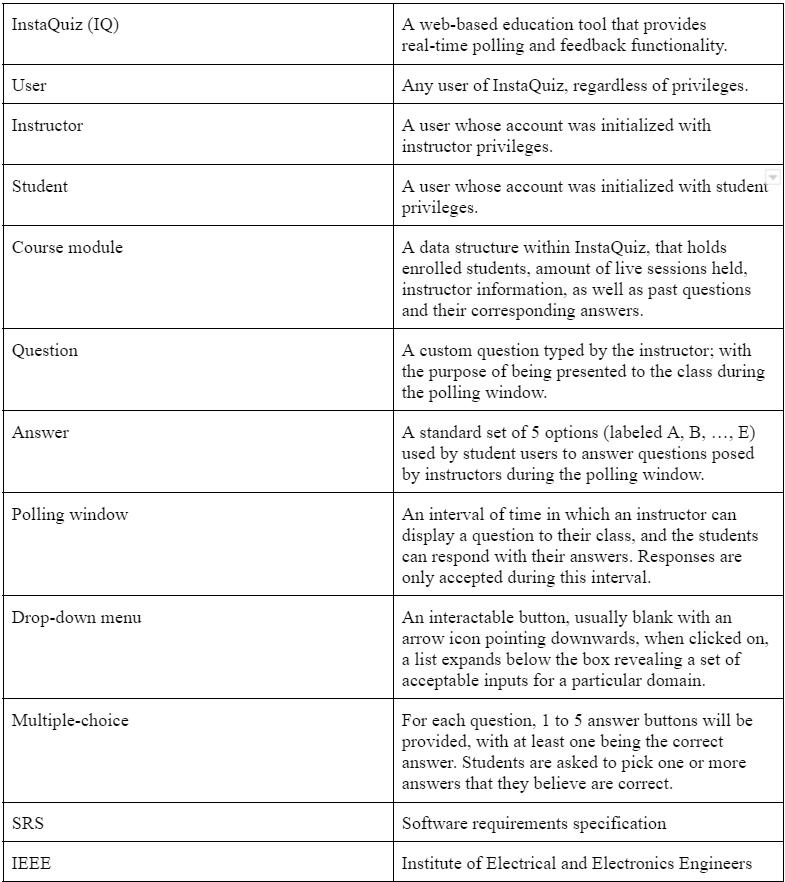 InstaQuiz (IQ)
A web-based education tool that provides
real-time polling and feedback functionality.
User
Any user of InstaQuiz, regardless of privileges.
Instructor
A user whose account was initialized with
instructor privileges.
Student
A user whose account was initialized with student
privileges.
Course module
A data structure within InstaQuiz, that holds
enrolled students, amount of live sessions held,
instructor information, as well as past questions
and their corresponding answers.
Question
A custom question typed by the instructor; with
the purpose of being presented to the class during
the polling window.
Answer
A standard set of 5 options (labeled A, B, …, E)
used by student users to answer questions posed
by instructors during the polling window.
Polling window
An interval of time in which an instructor can
display a question to their class, and the students
can respond with their answers. Responses are
only accepted during this interval.
Drop-down menu
An interactable button, usually blank with an
arrow icon pointing downwards, when clicked on,
a list expands below the box revealing a set of
acceptable inputs for a particular domain.
Multiple-choice
For each question, 1 to 5 answer buttons will be
provided, with at least one being the correct
answer. Students are asked to pick one or more
answers that they believe are correct.
SRS
Software requirements specification
IEEE
Institute of Electrical and Electronics Engineers